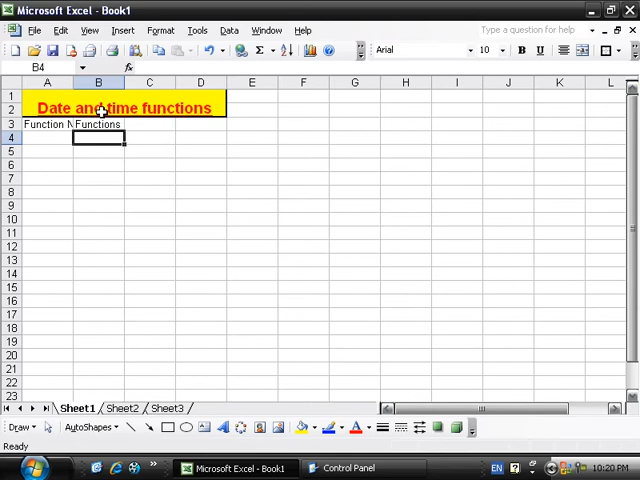 Microsoft Excel - Book1
File Edit View Insert Format Tools Data Window Help Type a question for help
Σ Arial 10 B U
B4 fx
A B C D E F G H I J K L
1
2 Date and time functions
3 Function N Functions
4
5
6
7
8
9
10
11
12
13
14
15
16
17
18
19
20
21
22
23
Sheet1 Sheet2 Sheet3
Draw AutoShapes A A
Ready
Microsoft Excel - Book1 Control Panel EN 10:20 PM